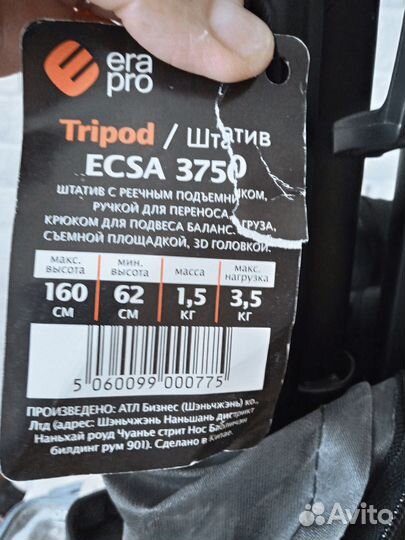 era
pro
Tripod / Штатив
ECSA 3750
ШТАТИВ С РЕЕЧНЫМ ПОДЪЕМНИКОМ,
РУЧКОЙ ДЛЯ ПЕРЕНОСА,
КРЮКОМ ДЛЯ ПОДВЕСА БАЛАНС. ГРУЗА,
СЪЕМНОЙ ПЛОЩАДКОЙ, 3D ГОЛОВКОЙ.
макс. высота мин. высота масса макс. нагрузка
160 СМ 62 СМ 1,5 КГ 3,5 КГ
5 060099 000775
ПРОИЗВЕДЕНО: АТЛ Бизнес (Шэньчжэнь) Ко.,
Лтд (адрес: Шэньчжэнь Наньшань дистрикт
Наньхай роуд Чуанье стрит Нос Баоличэн
билдинг рум 901). Сделано в Китае.
Avito